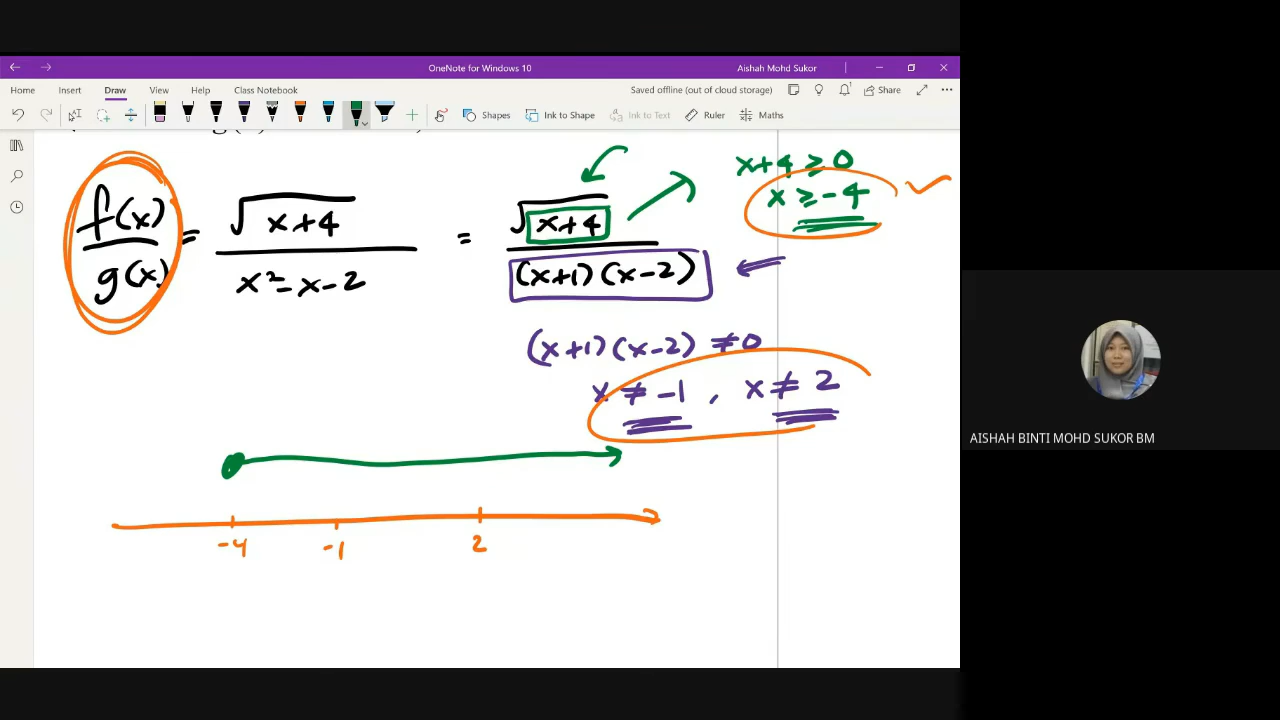 OneNote for Windows 10
Aishah Mohd Sukor
Home Insert Draw View Help Class Notebook
Saved offline (out of cloud storage)
Share
Shapes Ink to Shape Ink to Text Ruler Maths
f(x)/g(x) = √(x+4)/(x²-x-2) = √(x+4)/((x+1)(x-2))
x+4 ≥ 0
x ≥ -4
(x+1)(x-2) ≠ 0
x ≠ -1 , x ≠ 2
-4 -1 2
AISHAH BINTI MOHD SUKOR BM